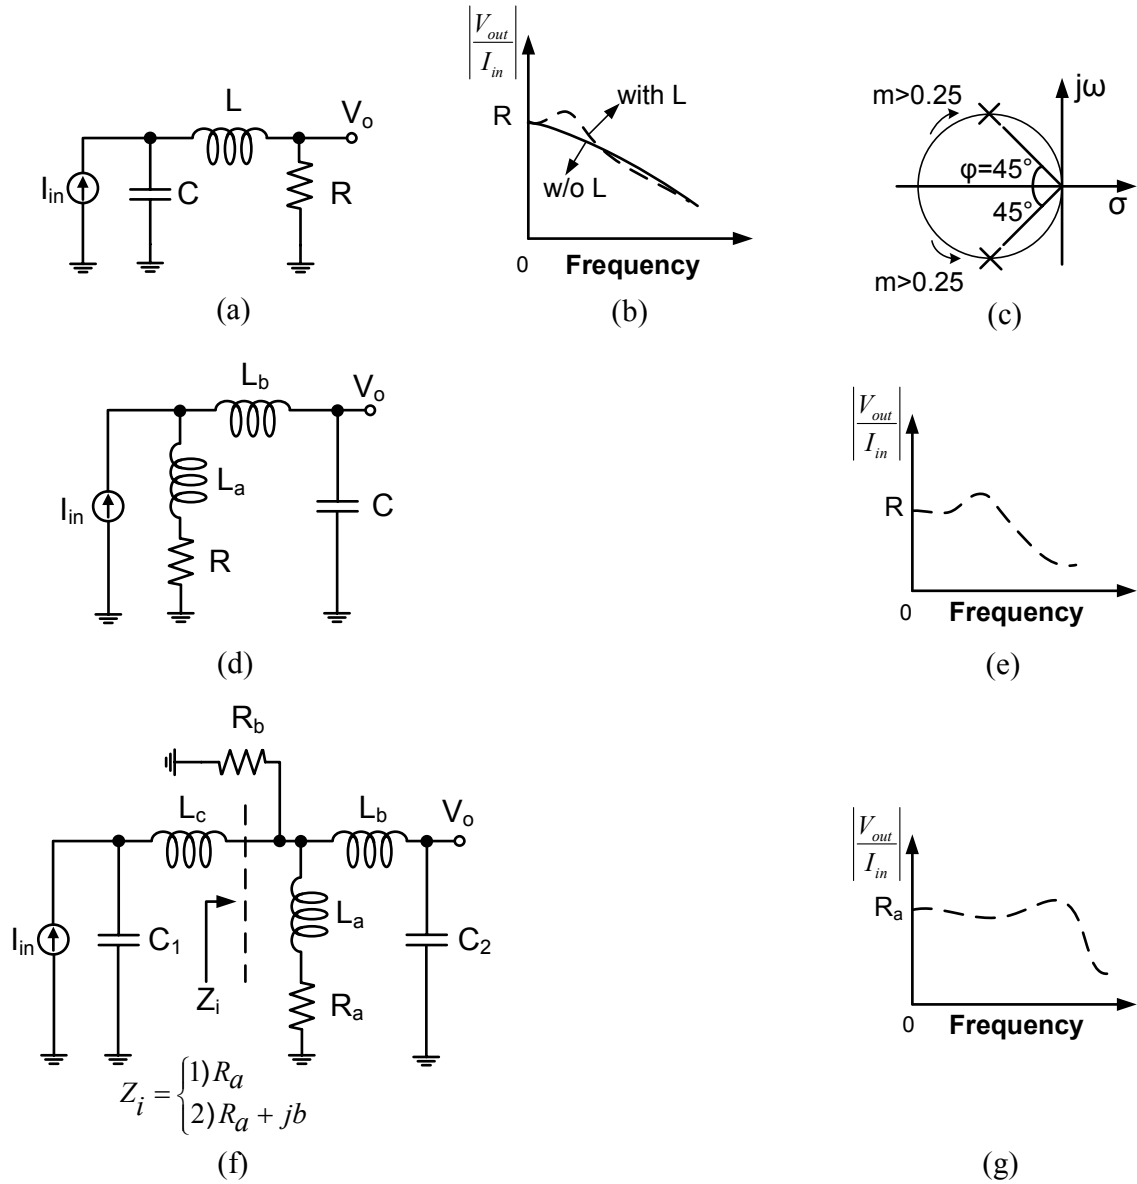 L
V_o
I_in
C
R
(a)
|V_out / I_in|
R
with L
w/o L
0
Frequency
(b)
jω
m>0.25
φ=45°
45°
σ
m>0.25
(c)
L_b
V_o
L_a
I_in
C
R
(d)
|V_out / I_in|
R
0
Frequency
(e)
R_b
L_c
L_b
V_o
L_a
I_in
C_1
C_2
Z_i
R_a
Z_i = { 1) R_a
2) R_a + jb
(f)
|V_out / I_in|
R_a
0
Frequency
(g)